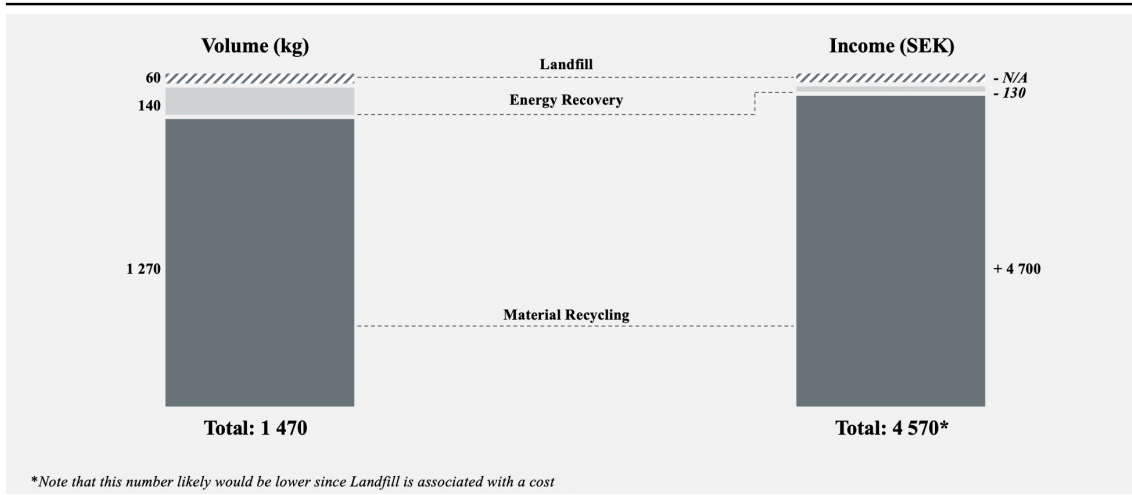 Volume (kg)
Income (SEK)
Landfill
60
- N/A
Energy Recovery
- 130
140
1 270
+ 4 700
Material Recycling
Total: 1 470
Total: 4 570*
*Note that this number likely would be lower since Landfill is associated with a cost